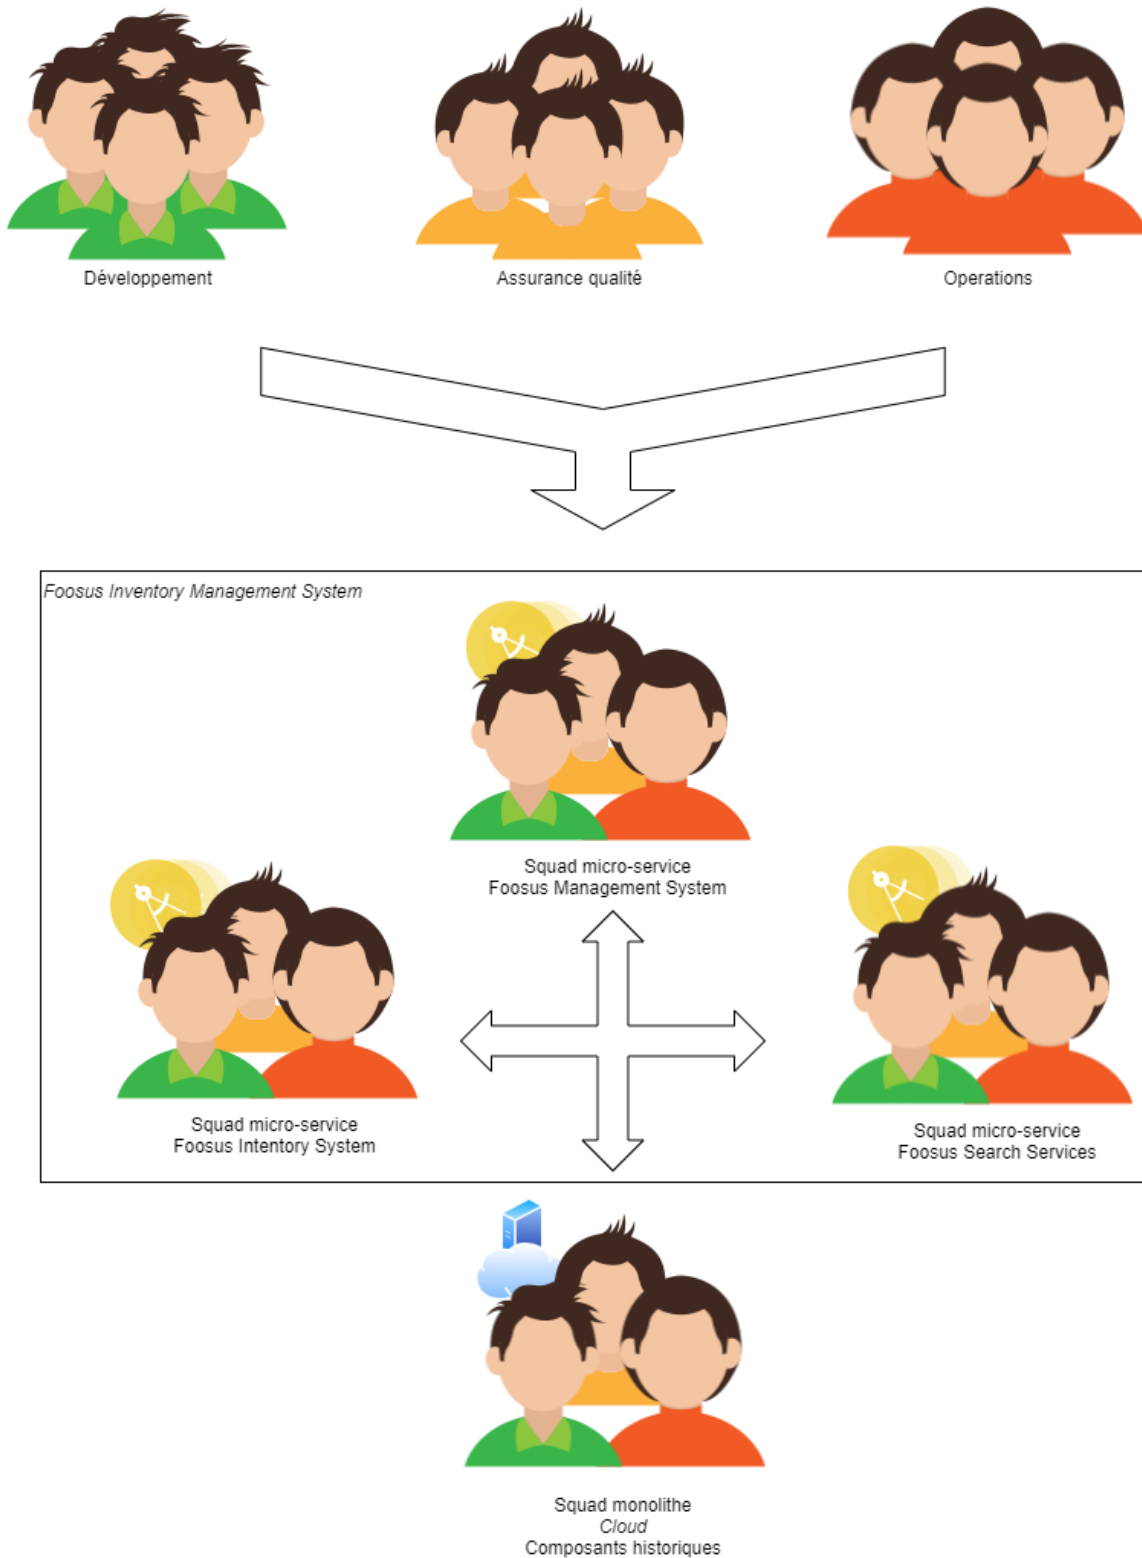 Développement
Assurance qualité
Operations
Foosus Inventory Management System
Squad micro-service
Foosus Management System
Squad micro-service
Foosus Intentory System
Squad micro-service
Foosus Search Services
Squad monolithe
Cloud
Composants historiques